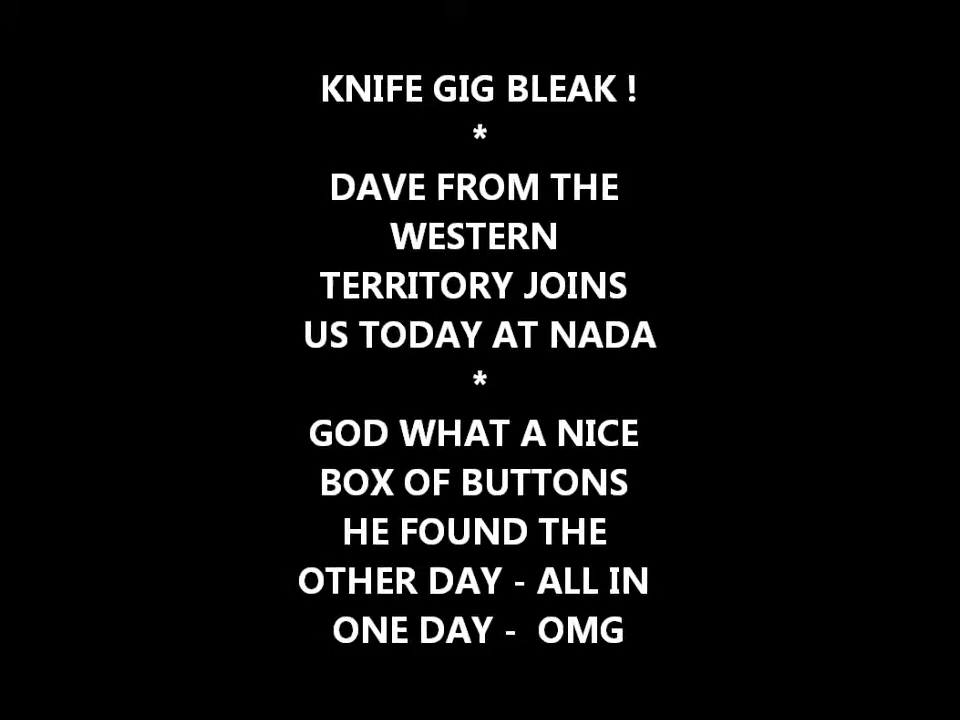 KNIFE GIG BLEAK !
*
DAVE FROM THE
WESTERN
TERRITORY JOINS
US TODAY AT NADA
*
GOD WHAT A NICE
BOX OF BUTTONS
HE FOUND THE
OTHER DAY - ALL IN
ONE DAY -  OMG